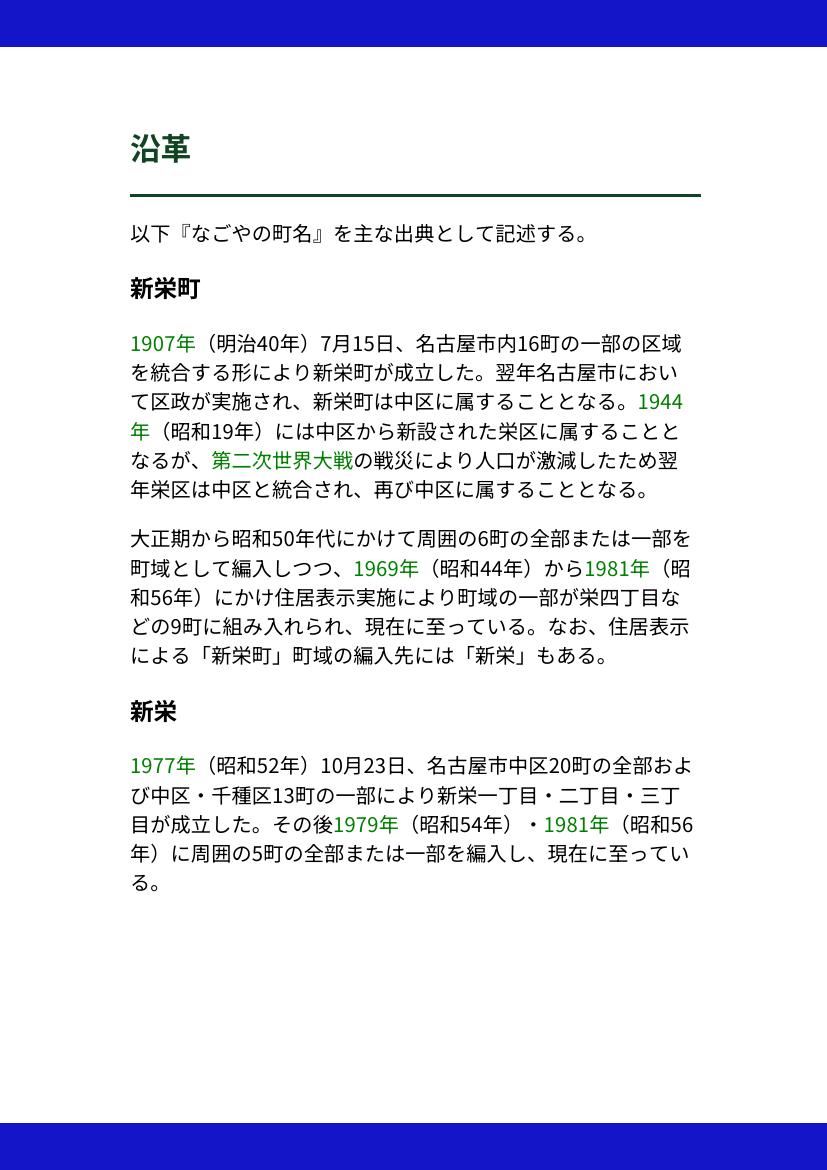 沿革
以下『なごやの町名』を主な出典として記述する。
新栄町
1907年（明治40年）7月15日、名古屋市内16町の一部の区域
を統合する形により新栄町が成立した。翌年名古屋市におい
て区政が実施され、新栄町は中区に属することとなる。1944
年（昭和19年）には中区から新設された栄区に属することと
なるが、第二次世界大戦の戦災により人口が激減したため翌
年栄区は中区と統合され、再び中区に属することとなる。
大正期から昭和50年代にかけて周囲の6町の全部または一部を
町域として編入しつつ、1969年（昭和44年）から1981年（昭
和56年）にかけ住居表示実施により町域の一部が栄四丁目な
どの9町に組み入れられ、現在に至っている。なお、住居表示
による「新栄町」町域の編入先には「新栄」もある。
新栄
1977年（昭和52年）10月23日、名古屋市中区20町の全部およ
び中区・千種区13町の一部により新栄一丁目・二丁目・三丁
目が成立した。その後1979年（昭和54年）・1981年（昭和56
年）に周囲の5町の全部または一部を編入し、現在に至ってい
る。